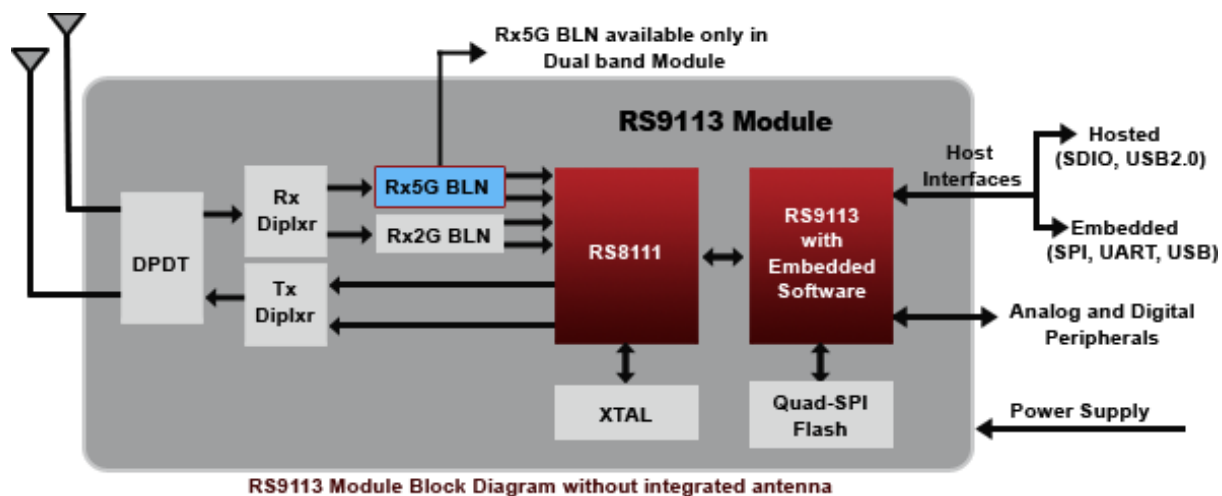 Rx5G BLN available only in
Dual band Module
RS9113 Module
Host
Interfaces
Hosted
(SDIO, USB2.0)
Embedded
(SPI, UART, USB)
DPDT
Rx
Diplxr
Rx5G BLN
Rx2G BLN
Tx
Diplxr
RS8111
RS9113
with
Embedded
Software
Analog and Digital
Peripherals
XTAL
Quad-SPI
Flash
Power Supply
RS9113 Module Block Diagram without integrated antenna